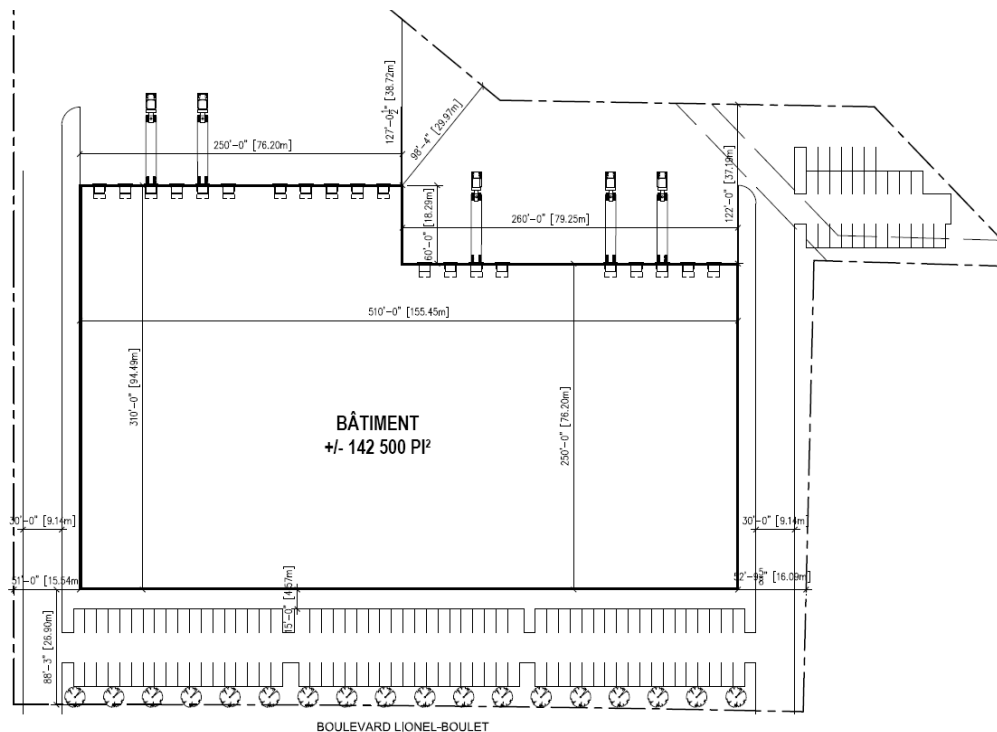 127'-0½" [38.72m]
98'-4" [29.97m]
250'-0" [76.20m]
122'-0" [37.19m]
60'-0" [18.29m]
260'-0" [79.25m]
510'-0" [155.45m]
310'-0" [94.49m]
250'-0" [76.20m]
BÂTIMENT
+/- 142 500 PI²
30'-0" [9.14m]
30'-0" [9.14m]
51'-0" [15.54m]
52'-9⅝" [16.09m]
15'-0" [4.57m]
88'-3" [26.90m]
BOULEVARD LIONEL-BOULET